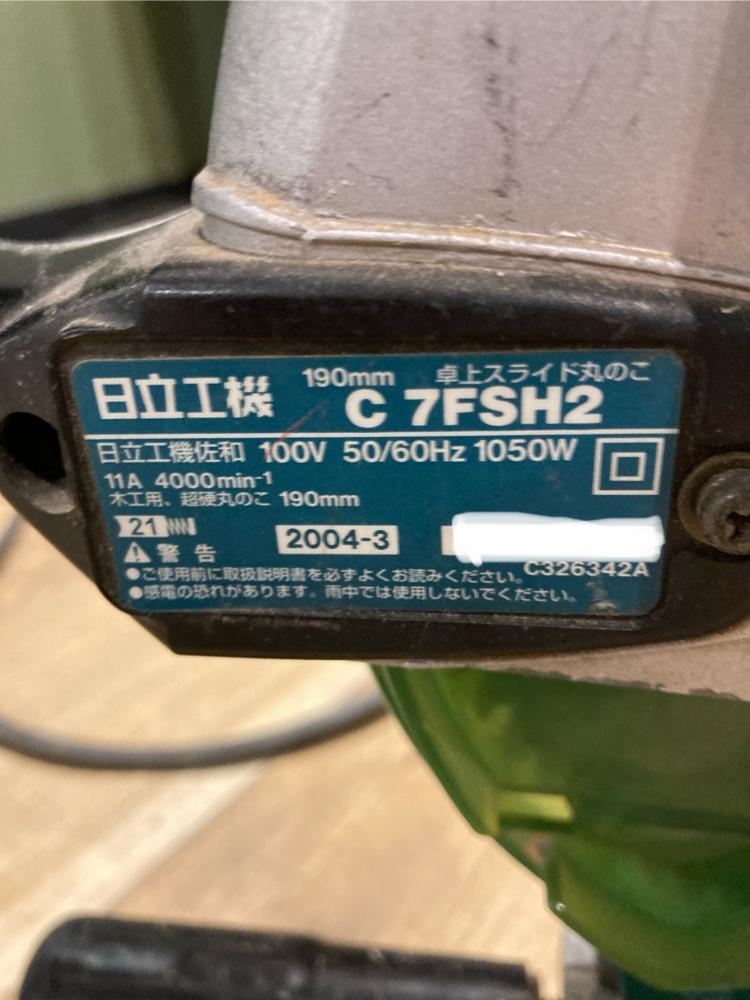 190mm 卓上スライド丸のこ
日立工機 C 7FSH2
日立工機佐和 100V 50/60Hz 1050W
11A 4000min⁻¹
木工用、超硬丸のこ 190mm
21
警告 2004-3
C326342A
●ご使用前に取扱説明書を必ずよくお読みください。
●感電の恐れがあります。雨中では使用しないでください。